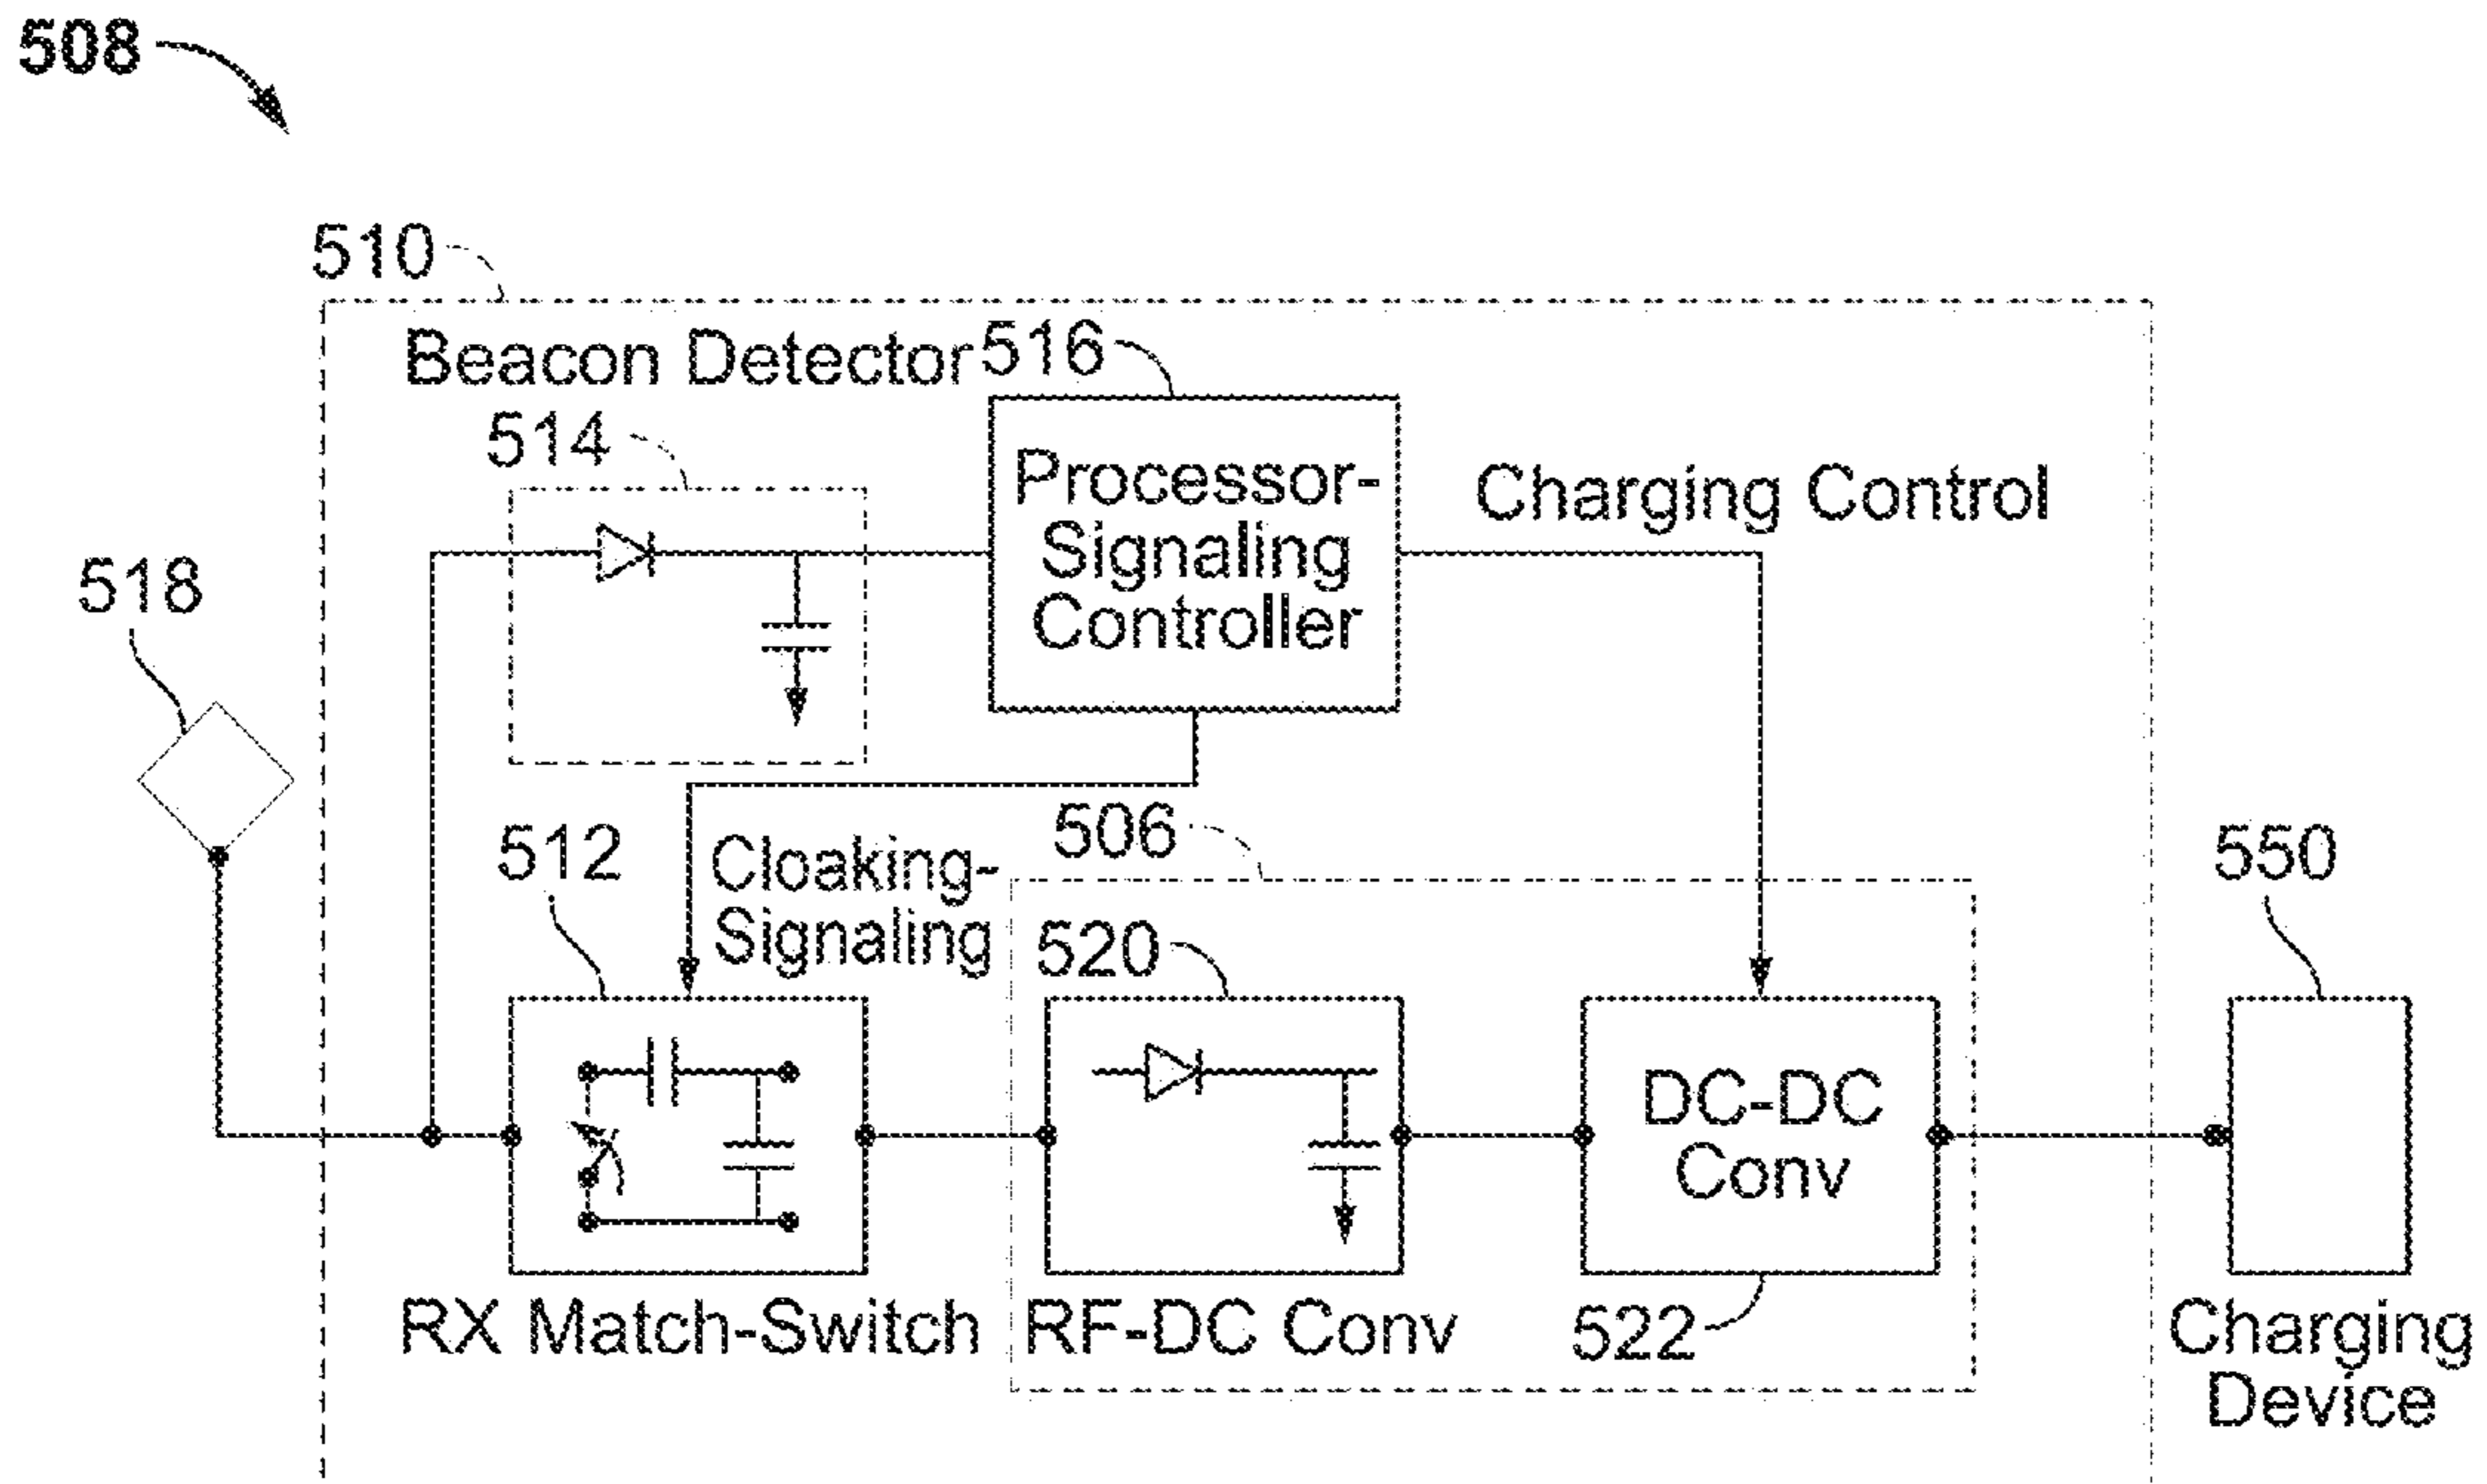 508
510
Beacon Detector
516
514
Processor-
Signaling
Controller
Charging Control
518
512
Cloaking-
Signaling
506
520
550
DC-DC
Conv
RX Match-Switch
RF-DC Conv
522
Charging
Device